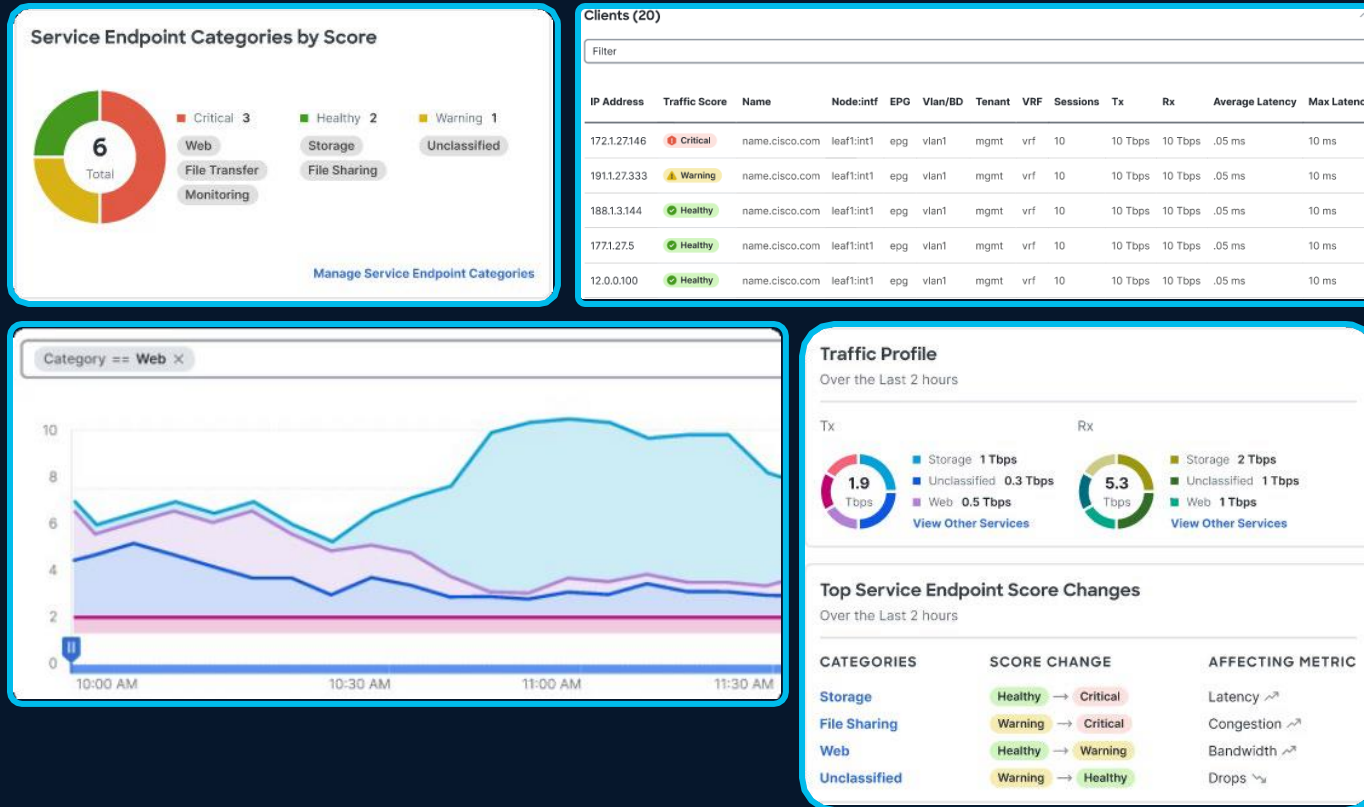 Service Endpoint Categories by Score
6
Total
Critical 3
Web
File Transfer
Monitoring
Healthy 2
Storage
File Sharing
Warning 1
Unclassified
Manage Service Endpoint Categories
Clients (20)
Filter
IP Address Traffic Score Name Node:intf EPG Vlan/BD Tenant VRF Sessions Tx Rx Average Latency Max Latenc
172.1.27.146 Critical name.cisco.com leaf1:int1 epg vlan1 mgmt vrf 10 10 Tbps 10 Tbps .05 ms 10 ms
191.1.27.333 Warning name.cisco.com leaf1:int1 epg vlan1 mgmt vrf 10 10 Tbps 10 Tbps .05 ms 10 ms
188.1.3.144 Healthy name.cisco.com leaf1:int1 epg vlan1 mgmt vrf 10 10 Tbps 10 Tbps .05 ms 10 ms
177.1.27.5 Healthy name.cisco.com leaf1:int1 epg vlan1 mgmt vrf 10 10 Tbps 10 Tbps .05 ms 10 ms
12.0.0.100 Healthy name.cisco.com leaf1:int1 epg vlan1 mgmt vrf 10 10 Tbps 10 Tbps .05 ms 10 ms
Category == Web ×
10
8
6
4
2
0
10:00 AM 10:30 AM 11:00 AM 11:30 AM
Traffic Profile
Over the Last 2 hours
Tx
1.9
Tbps
Storage 1 Tbps
Unclassified 0.3 Tbps
Web 0.5 Tbps
View Other Services
Rx
5.3
Tbps
Storage 2 Tbps
Unclassified 1 Tbps
Web 1 Tbps
View Other Services
Top Service Endpoint Score Changes
Over the Last 2 hours
CATEGORIES SCORE CHANGE AFFECTING METRIC
Storage Healthy → Critical Latency
File Sharing Warning → Critical Congestion
Web Healthy → Warning Bandwidth
Unclassified Warning → Healthy Drops